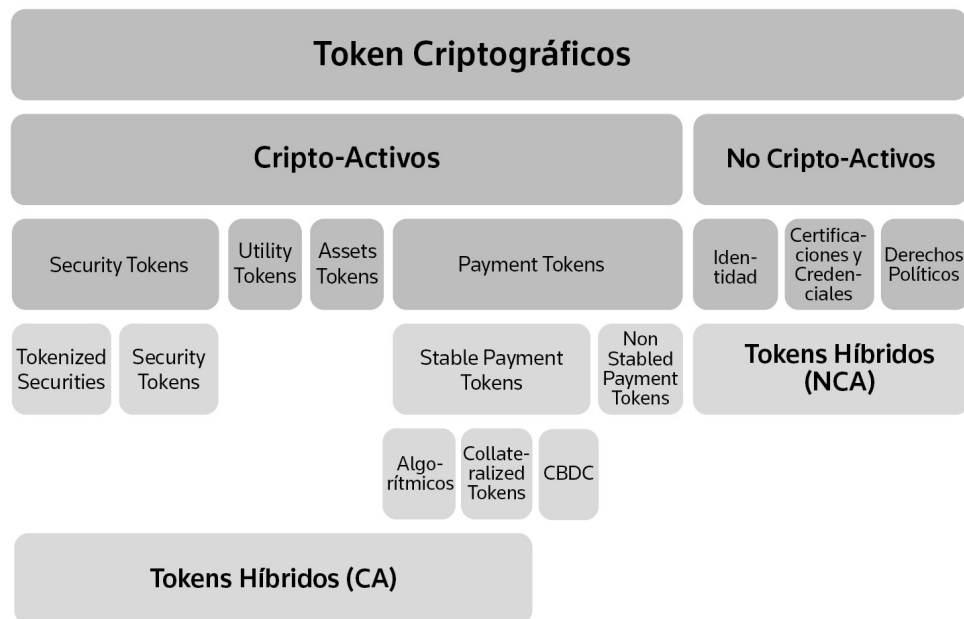 Token Criptográficos
Cripto-Activos
No Cripto-Activos
Security Tokens
Utility
Tokens
Assets
Tokens
Payment Tokens
Iden-
tidad
Certifica-
ciones y
Creden-
ciales
Derechos
Políticos
Tokenized
Securities
Security
Tokens
Stable Payment
Tokens
Non
Stabled
Payment
Tokens
Tokens Híbridos
(NCA)
Algo-
rítmicos
Collate-
ralized
Tokens
CBDC
Tokens Híbridos (CA)